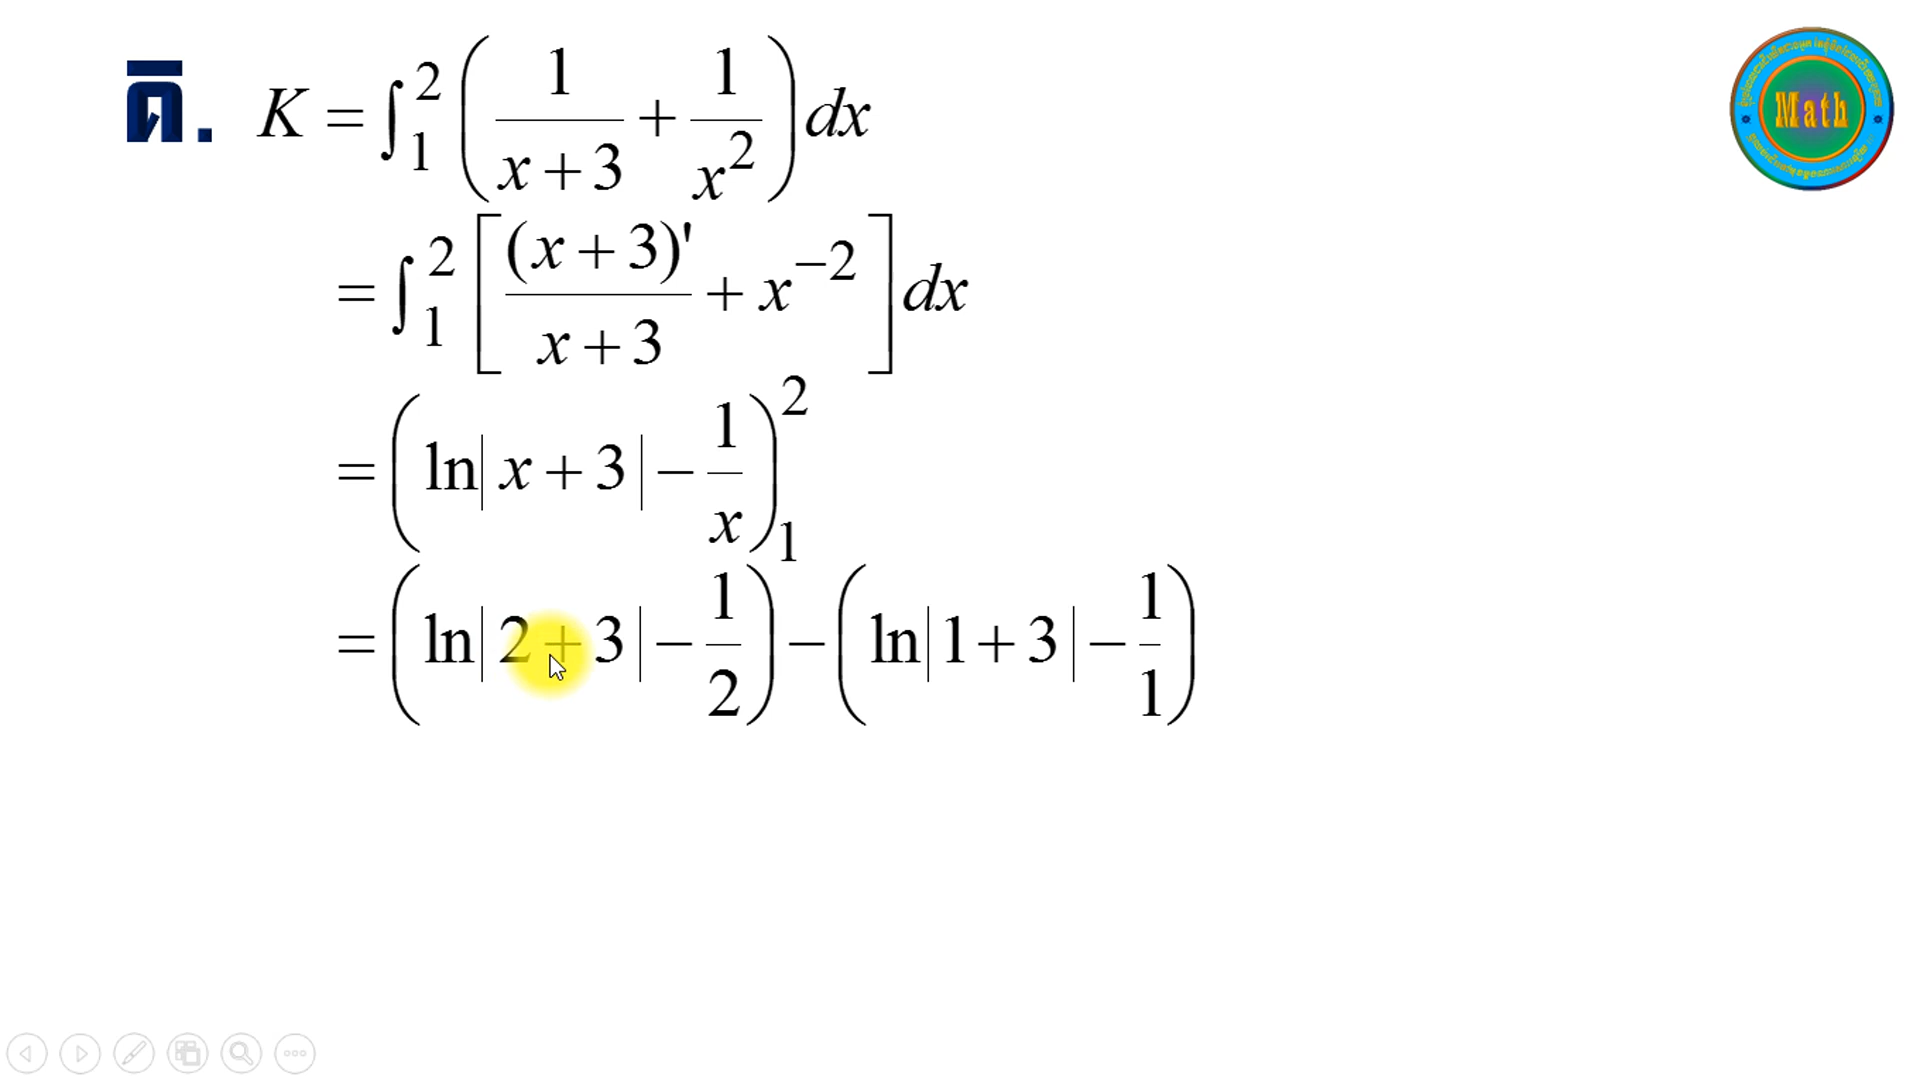 គ. K = ∫₁² (1/(x+3) + 1/x²) dx
= ∫₁² [(x+3)'/(x+3) + x⁻²] dx
= (ln|x+3| − 1/x)₁²
= (ln|2+3| − 1/2) − (ln|1+3| − 1/1)
Math